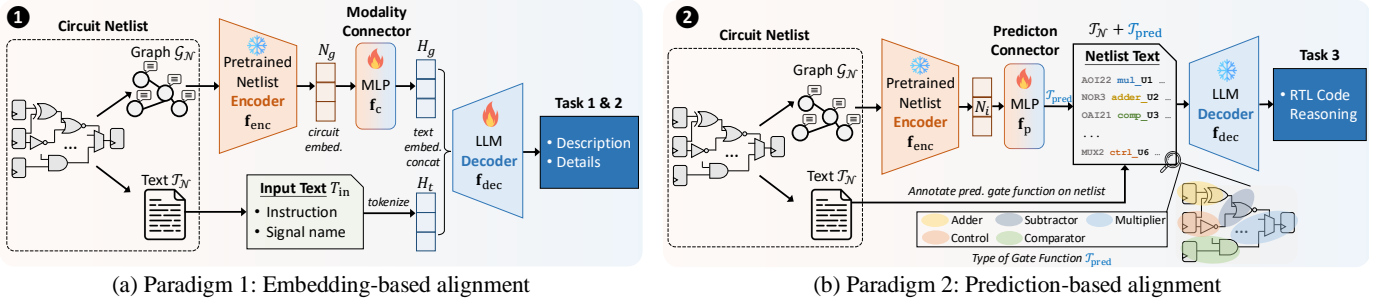 1
Circuit Netlist
Graph 𝒢_𝒩
Text 𝒯_𝒩
Pretrained
Netlist
Encoder
f_enc
N_g
circuit
embed.
Modality
Connector
MLP
f_c
H_g
text
embed.
concat
H_t
Input Text T_in
• Instruction
• Signal name
tokenize
LLM
Decoder
f_dec
Task 1 & 2
• Description
• Details
(a) Paradigm 1: Embedding-based alignment
2
Circuit Netlist
Graph 𝒢_𝒩
Text 𝒯_𝒩
Pretrained
Netlist
Encoder
f_enc
N_i
Predicton
Connector
MLP
f_p
𝒯_pred
𝒯_𝒩 + 𝒯_pred
Netlist Text
AOI22 mul_U1 ...
NOR3 adder_U2 ...
OAI21 comp_U3 ...
...
MUX2 ctrl_U6 ...
LLM
Decoder
f_dec
Task 3
• RTL Code
Reasoning
Annotate pred. gate function on netlist
Adder
Subtractor
Multiplier
Control
Comparator
Type of Gate Function 𝒯_pred
...
...
(b) Paradigm 2: Prediction-based alignment